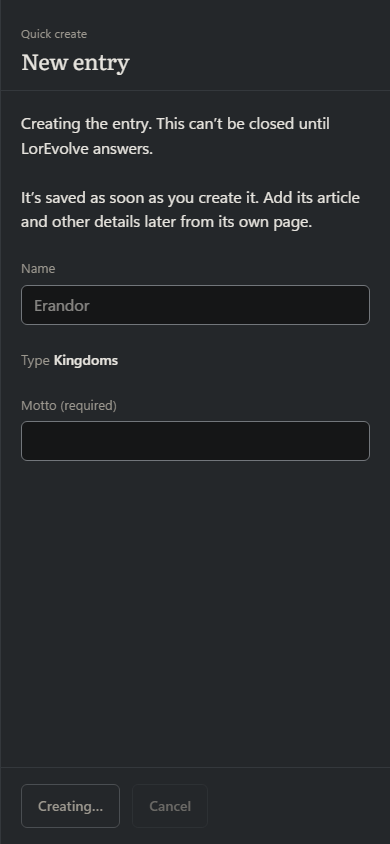 Quick create
New entry
Creating the entry. This can’t be closed until
LorEvolve answers.
It’s saved as soon as you create it. Add its article
and other details later from its own page.
Name
Erandor
Type Kingdoms
Motto (required)
Creating...
Cancel